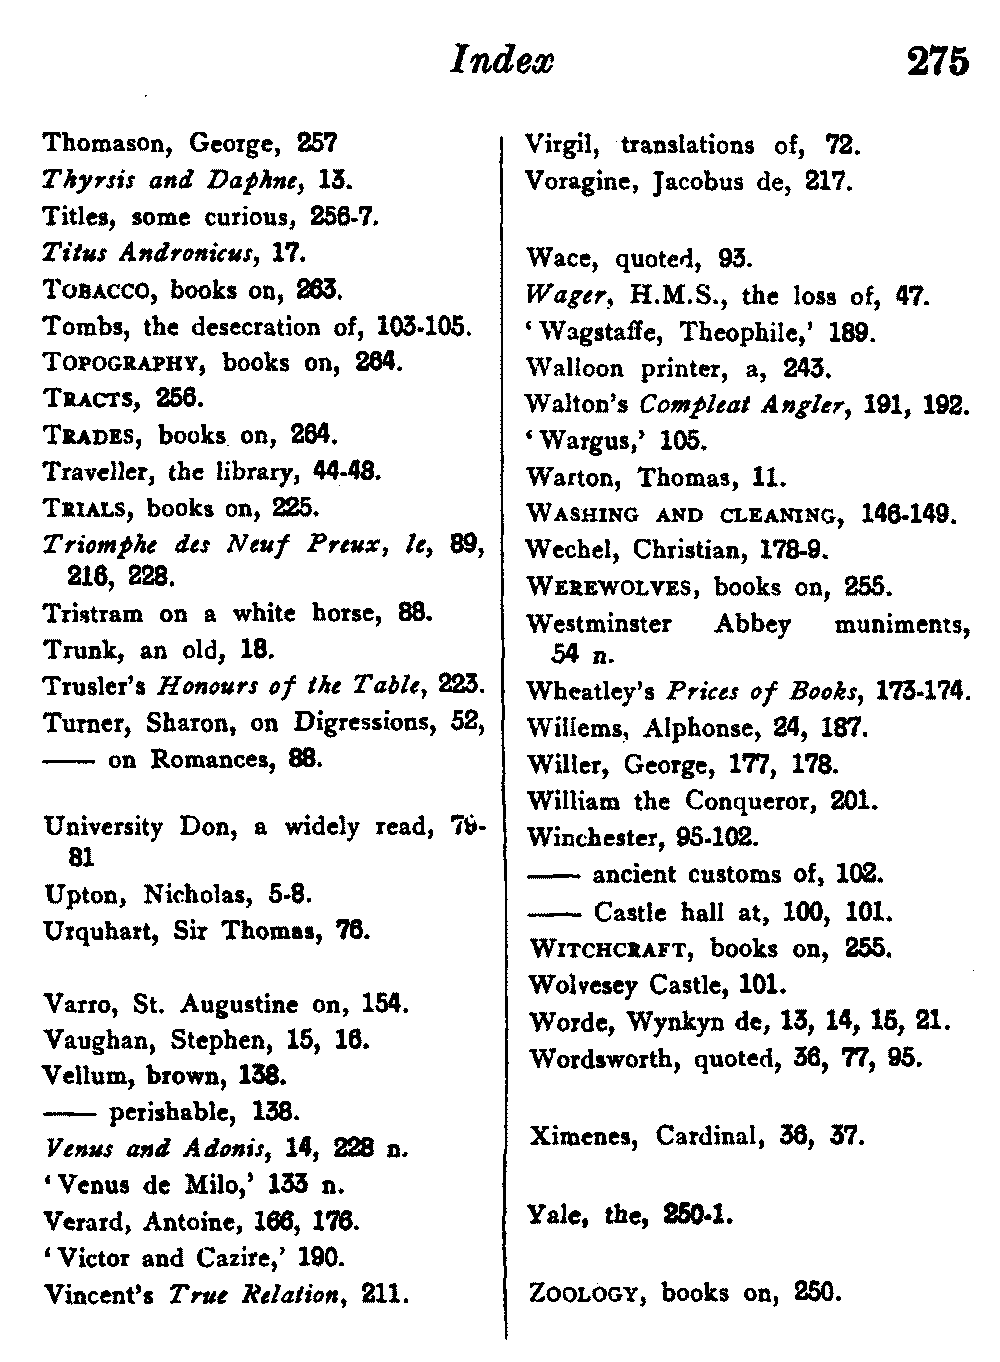 Index 275
Thomason, George, 257
Thyrsis and Daphne, 13.
Titles, some curious, 256-7.
Titus Andronicus, 17.
TOBACCO, books on, 263.
Tombs, the desecration of, 103-105.
TOPOGRAPHY, books on, 264.
TRACTS, 256.
TRADES, books on, 264.
Traveller, the library, 44-48.
TRIALS, books on, 225.
Triomphe des Neuf Preux, le, 89,
216, 228.
Tristram on a white horse, 88.
Trunk, an old, 18.
Trusler's Honours of the Table, 223.
Turner, Sharon, on Digressions, 52,
—— on Romances, 88.
University Don, a widely read, 79-
81
Upton, Nicholas, 5-8.
Urquhart, Sir Thomas, 76.
Varro, St. Augustine on, 154.
Vaughan, Stephen, 15, 16.
Vellum, brown, 138.
—— perishable, 138.
Venus and Adonis, 14, 228 n.
'Venus de Milo,' 133 n.
Verard, Antoine, 166, 176.
'Victor and Cazire,' 190.
Vincent's True Relation, 211.
Virgil, translations of, 72.
Voragine, Jacobus de, 217.
Wace, quoted, 93.
Wager, H.M.S., the loss of, 47.
'Wagstaffe, Theophile,' 189.
Walloon printer, a, 243.
Walton's Compleat Angler, 191, 192.
'Wargus,' 105.
Warton, Thomas, 11.
WASHING AND CLEANING, 146-149.
Wechel, Christian, 178-9.
WEREWOLVES, books on, 255.
Westminster Abbey muniments,
54 n.
Wheatley's Prices of Books, 173-174.
Willems, Alphonse, 24, 187.
Willer, George, 177, 178.
William the Conqueror, 201.
Winchester, 95-102.
—— ancient customs of, 102.
—— Castle hall at, 100, 101.
WITCHCRAFT, books on, 255.
Wolvesey Castle, 101.
Worde, Wynkyn de, 13, 14, 15, 21.
Wordsworth, quoted, 36, 77, 95.
Ximenes, Cardinal, 36, 37.
Yale, the, 250-1.
ZOOLOGY, books on, 250.